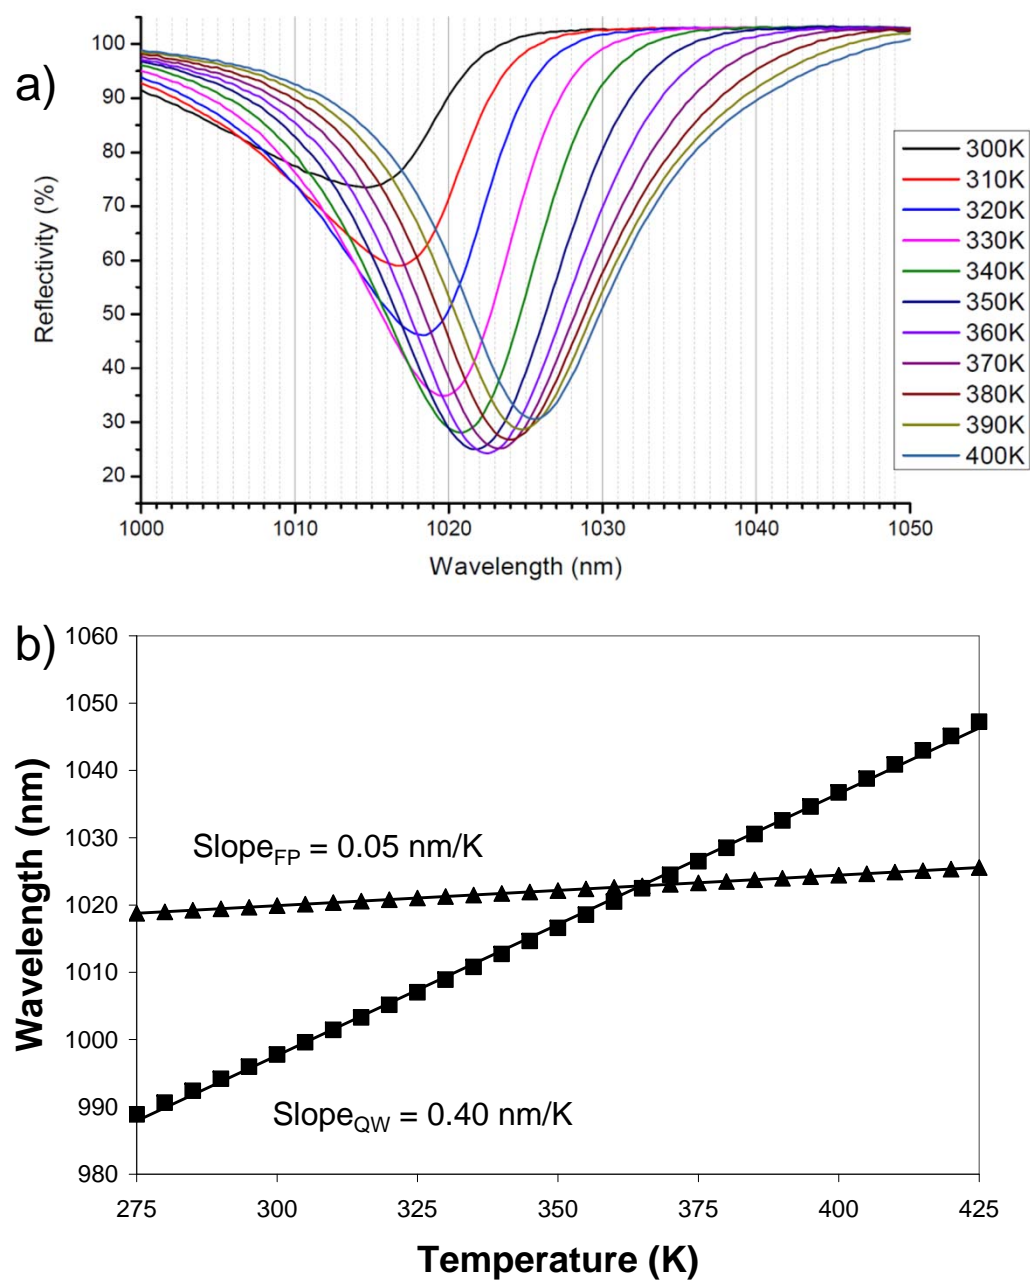 a)
100
90
80
70
60
50
40
30
20
Reflectivity (%)
1000 1010 1020 1030 1040 1050
Wavelength (nm)
300K
310K
320K
330K
340K
350K
360K
370K
380K
390K
400K
b)
1060
1050
1040
1030
1020
1010
1000
990
980
Wavelength (nm)
Slope_FP = 0.05 nm/K
Slope_QW = 0.40 nm/K
275 300 325 350 375 400 425
Temperature (K)